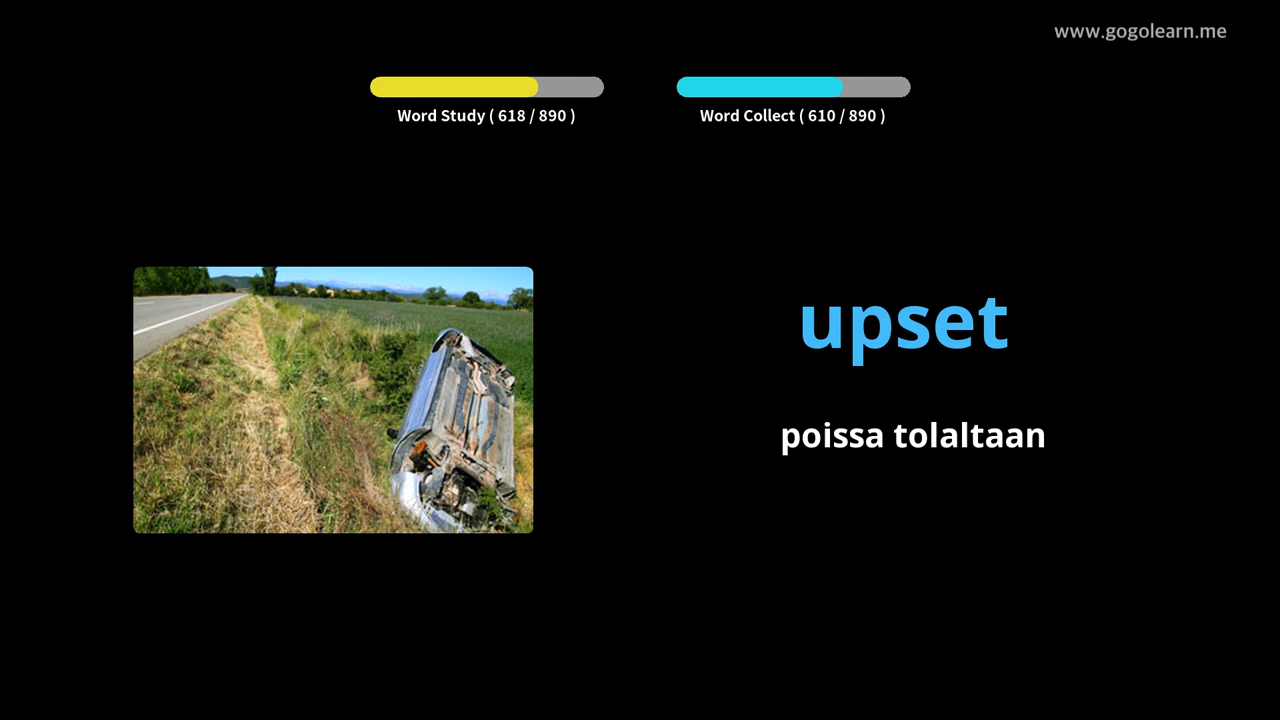 www.gogolearn.me
Word Study ( 618 / 890 )
Word Collect ( 610 / 890 )
upset
poissa tolaltaan